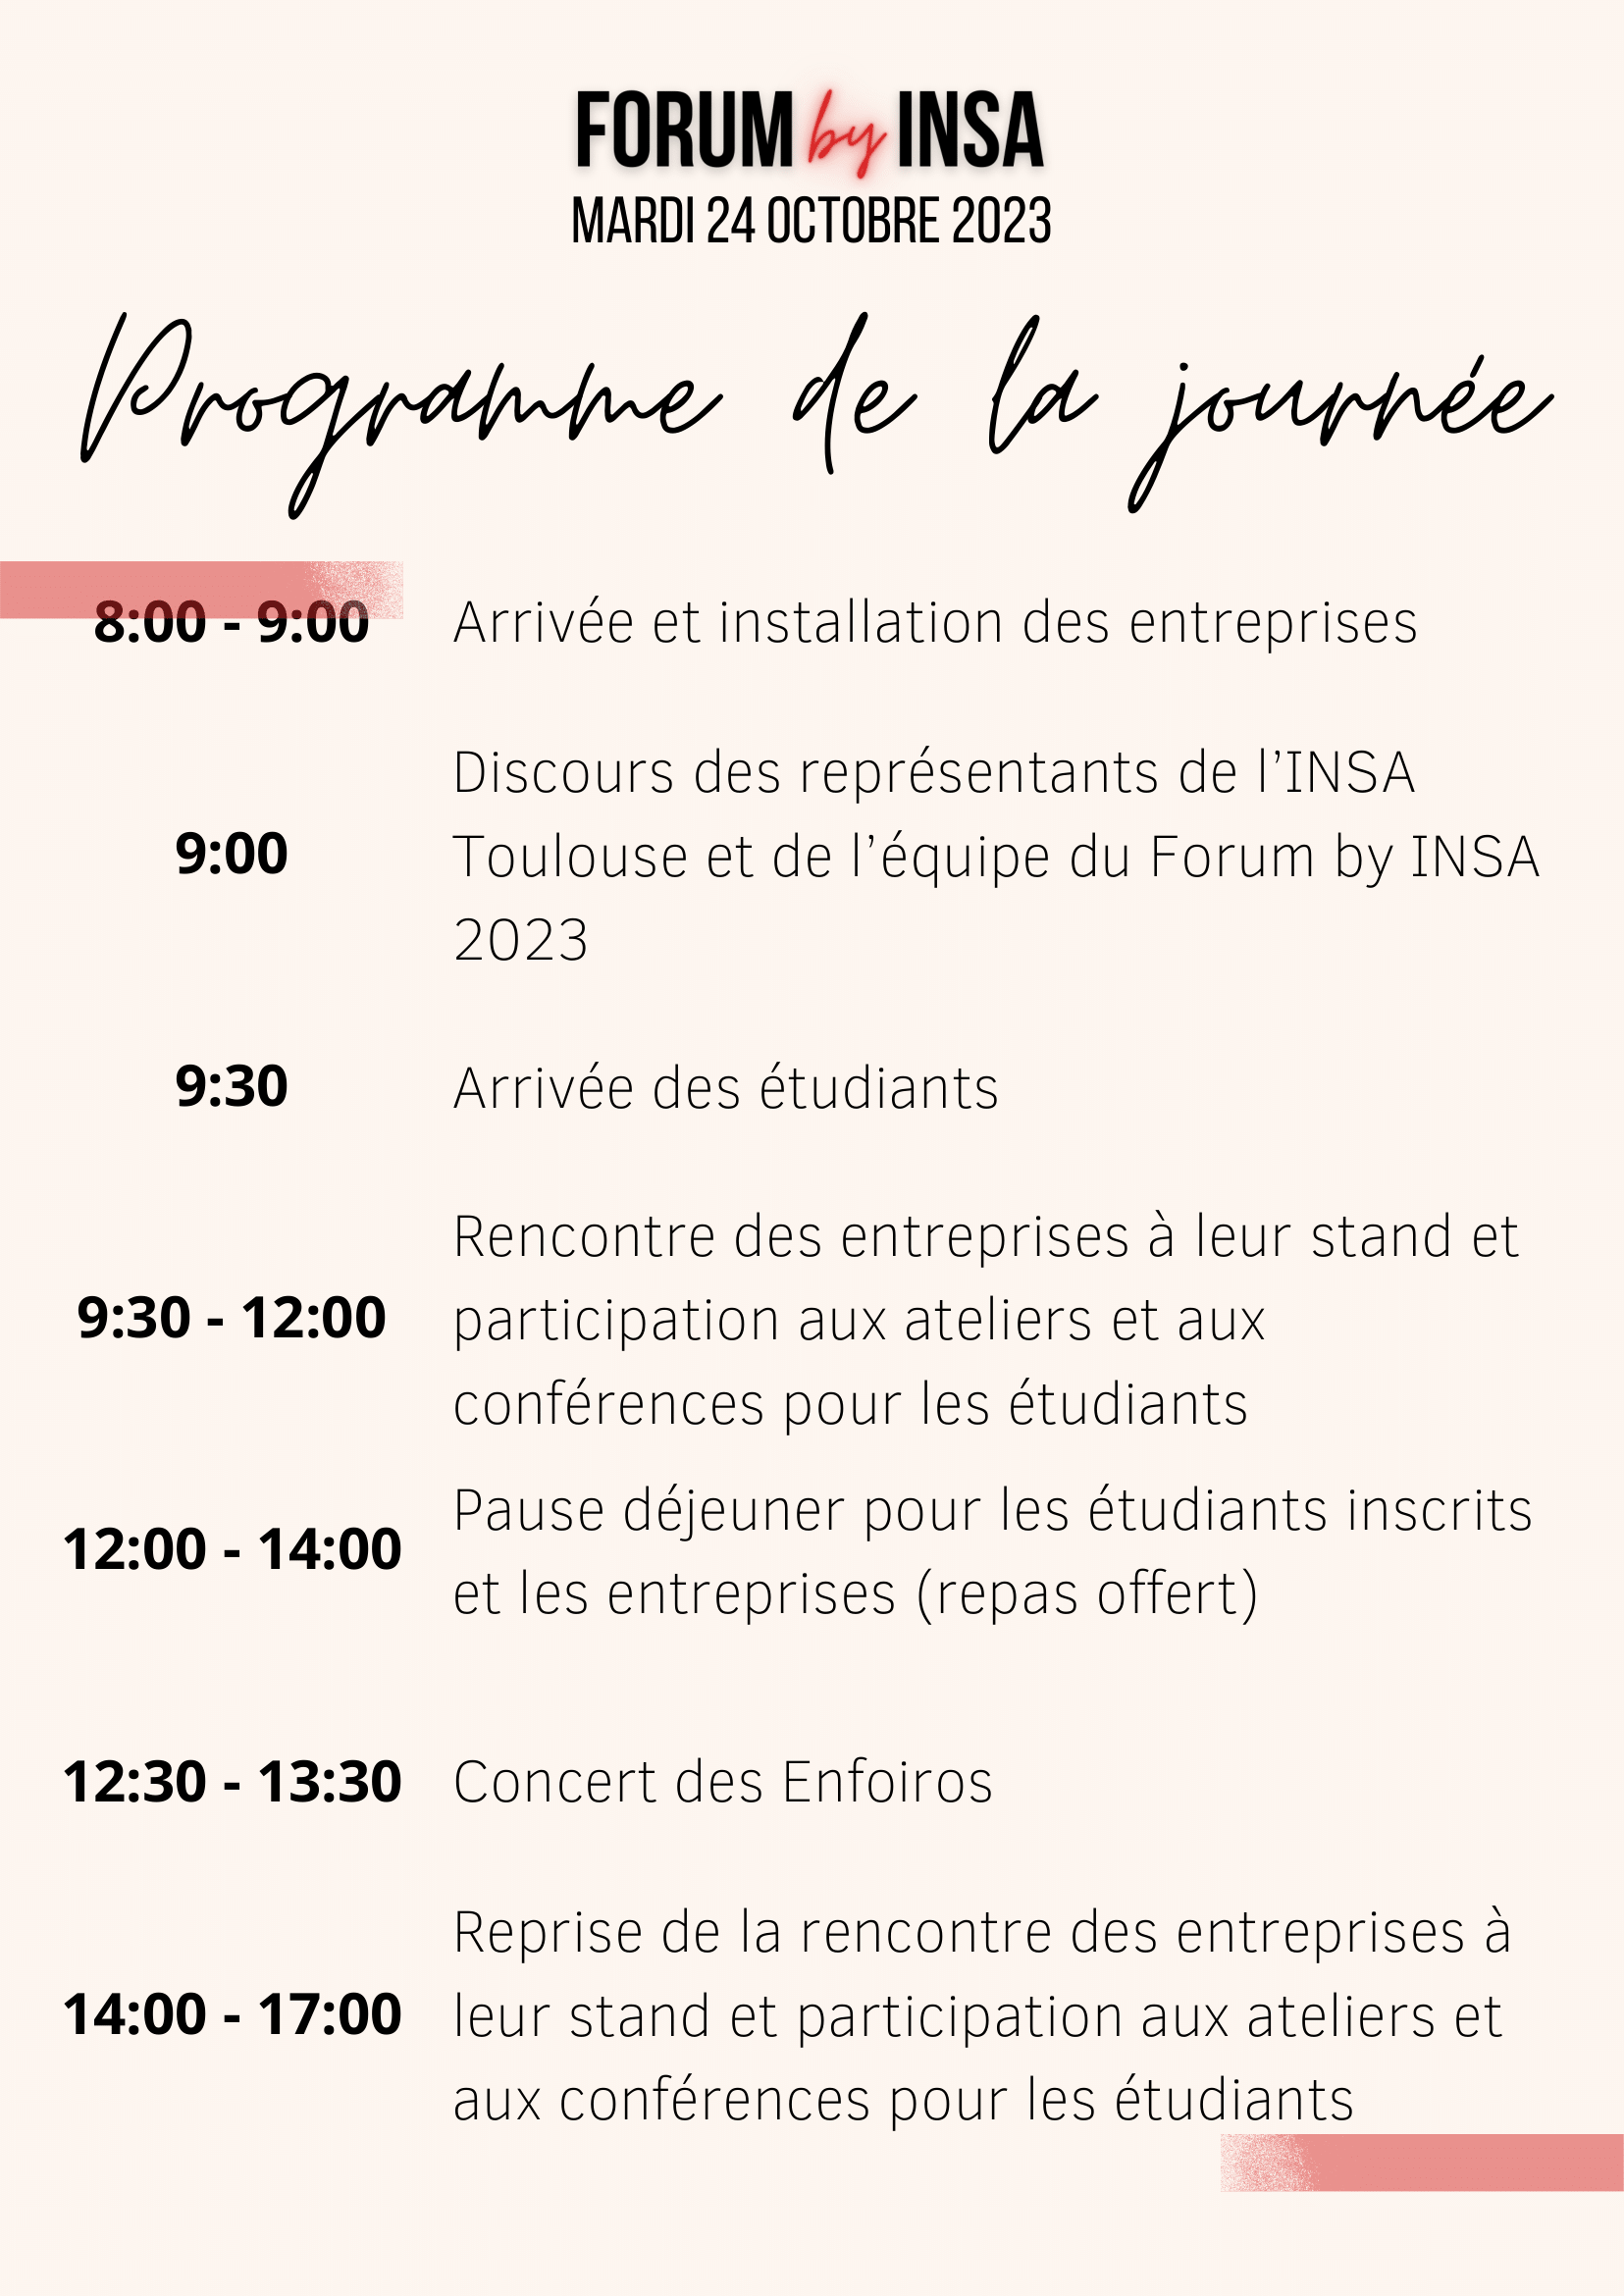 FORUM by INSA
MARDI 24 OCTOBRE 2023
Programme de la journée
8:00 - 9:00
Arrivée et installation des entreprises
9:00
Discours des représentants de l’INSA
Toulouse et de l’équipe du Forum by INSA
2023
9:30
Arrivée des étudiants
9:30 - 12:00
Rencontre des entreprises à leur stand et
participation aux ateliers et aux
conférences pour les étudiants
12:00 - 14:00
Pause déjeuner pour les étudiants inscrits
et les entreprises (repas offert)
12:30 - 13:30
Concert des Enfoiros
14:00 - 17:00
Reprise de la rencontre des entreprises à
leur stand et participation aux ateliers et
aux conférences pour les étudiants